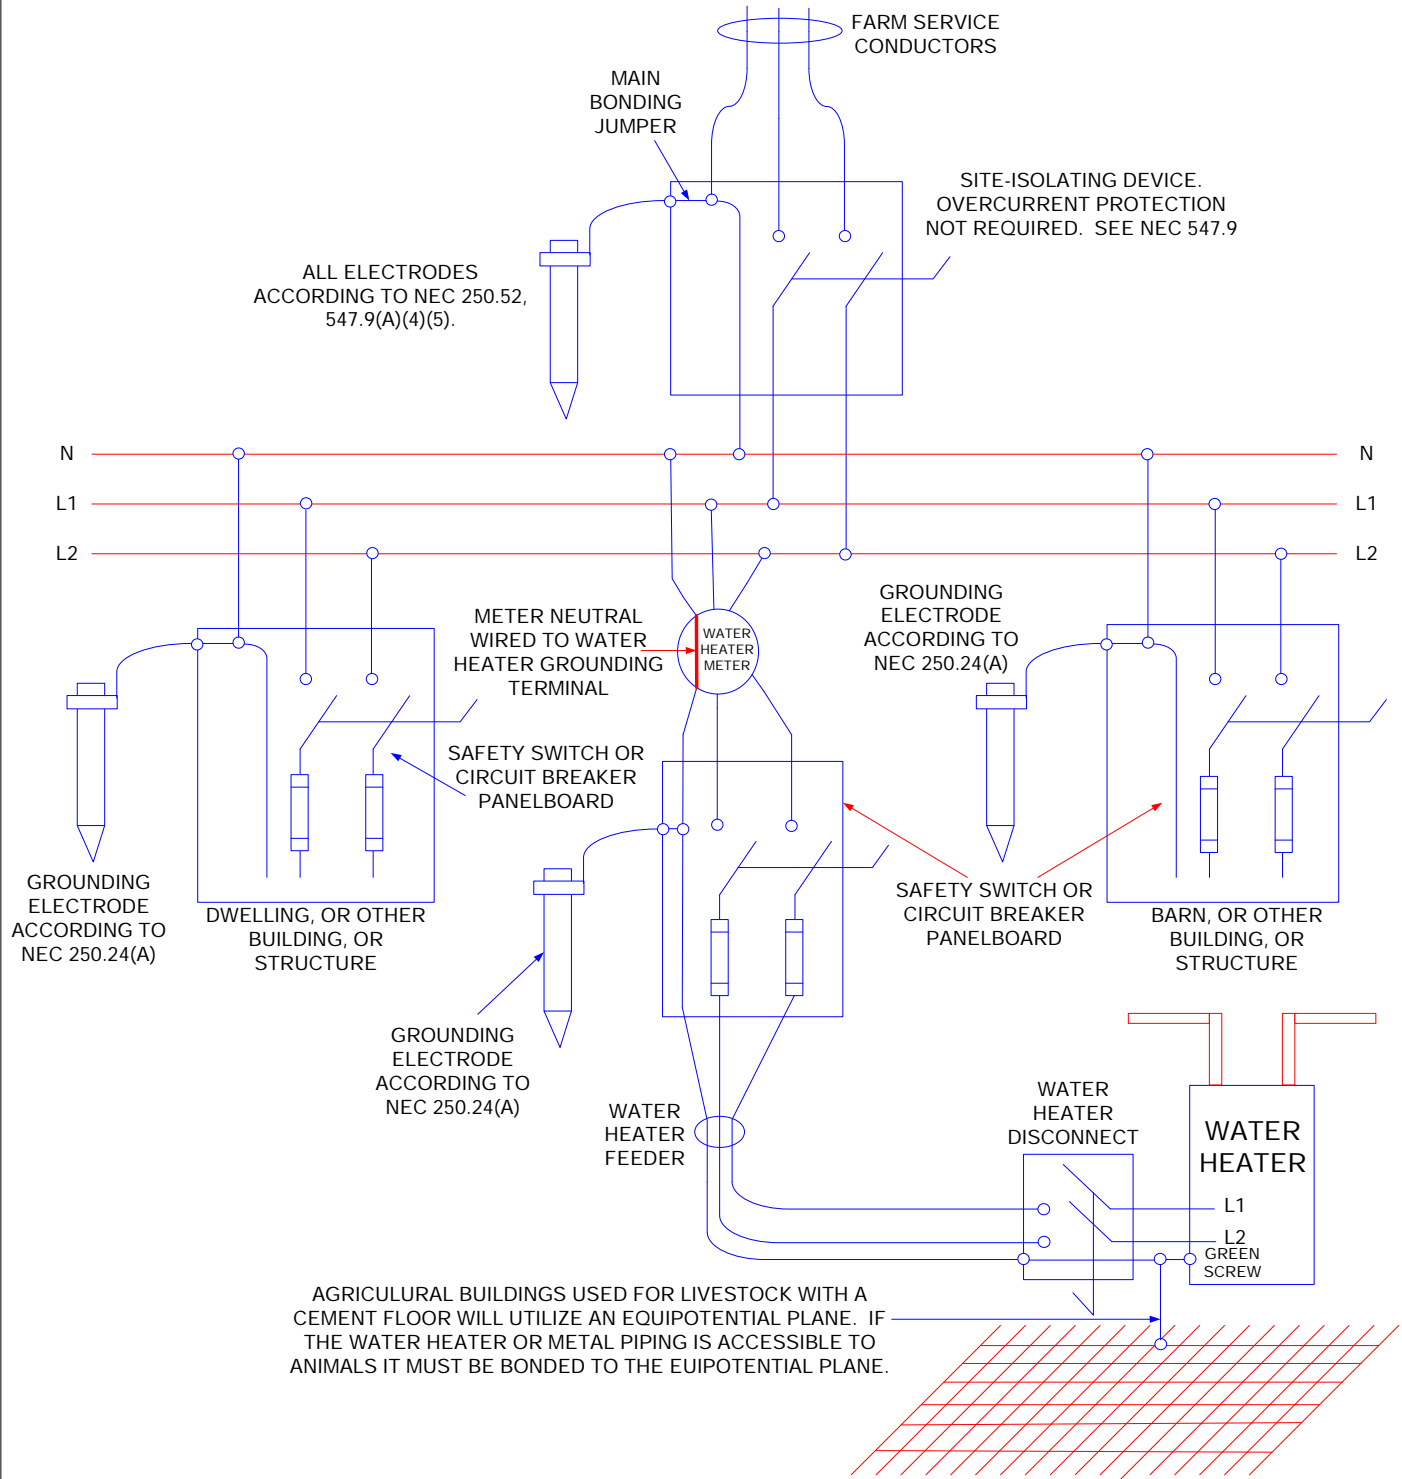 FARM SERVICE
CONDUCTORS
MAIN
BONDING
JUMPER
SITE-ISOLATING DEVICE.
OVERCURRENT PROTECTION
NOT REQUIRED.  SEE NEC 547.9
ALL ELECTRODES
ACCORDING TO NEC 250.52,
547.9(A)(4)(5).
N
N
L1
L1
L2
L2
METER NEUTRAL
WIRED TO WATER
HEATER GROUNDING
TERMINAL
WATER
HEATER
METER
GROUNDING
ELECTRODE
ACCORDING TO
NEC 250.24(A)
SAFETY SWITCH OR
CIRCUIT BREAKER
PANELBOARD
GROUNDING
ELECTRODE
ACCORDING TO
NEC 250.24(A)
DWELLING, OR OTHER
BUILDING, OR
STRUCTURE
SAFETY SWITCH OR
CIRCUIT BREAKER
PANELBOARD
BARN, OR OTHER
BUILDING, OR
STRUCTURE
GROUNDING
ELECTRODE
ACCORDING TO
NEC 250.24(A)
WATER
HEATER
FEEDER
WATER
HEATER
DISCONNECT
WATER
HEATER
L1
L2
GREEN
SCREW
AGRICULURAL BUILDINGS USED FOR LIVESTOCK WITH A
CEMENT FLOOR WILL UTILIZE AN EQUIPOTENTIAL PLANE.  IF
THE WATER HEATER OR METAL PIPING IS ACCESSIBLE TO
ANIMALS IT MUST BE BONDED TO THE EUIPOTENTIAL PLANE.